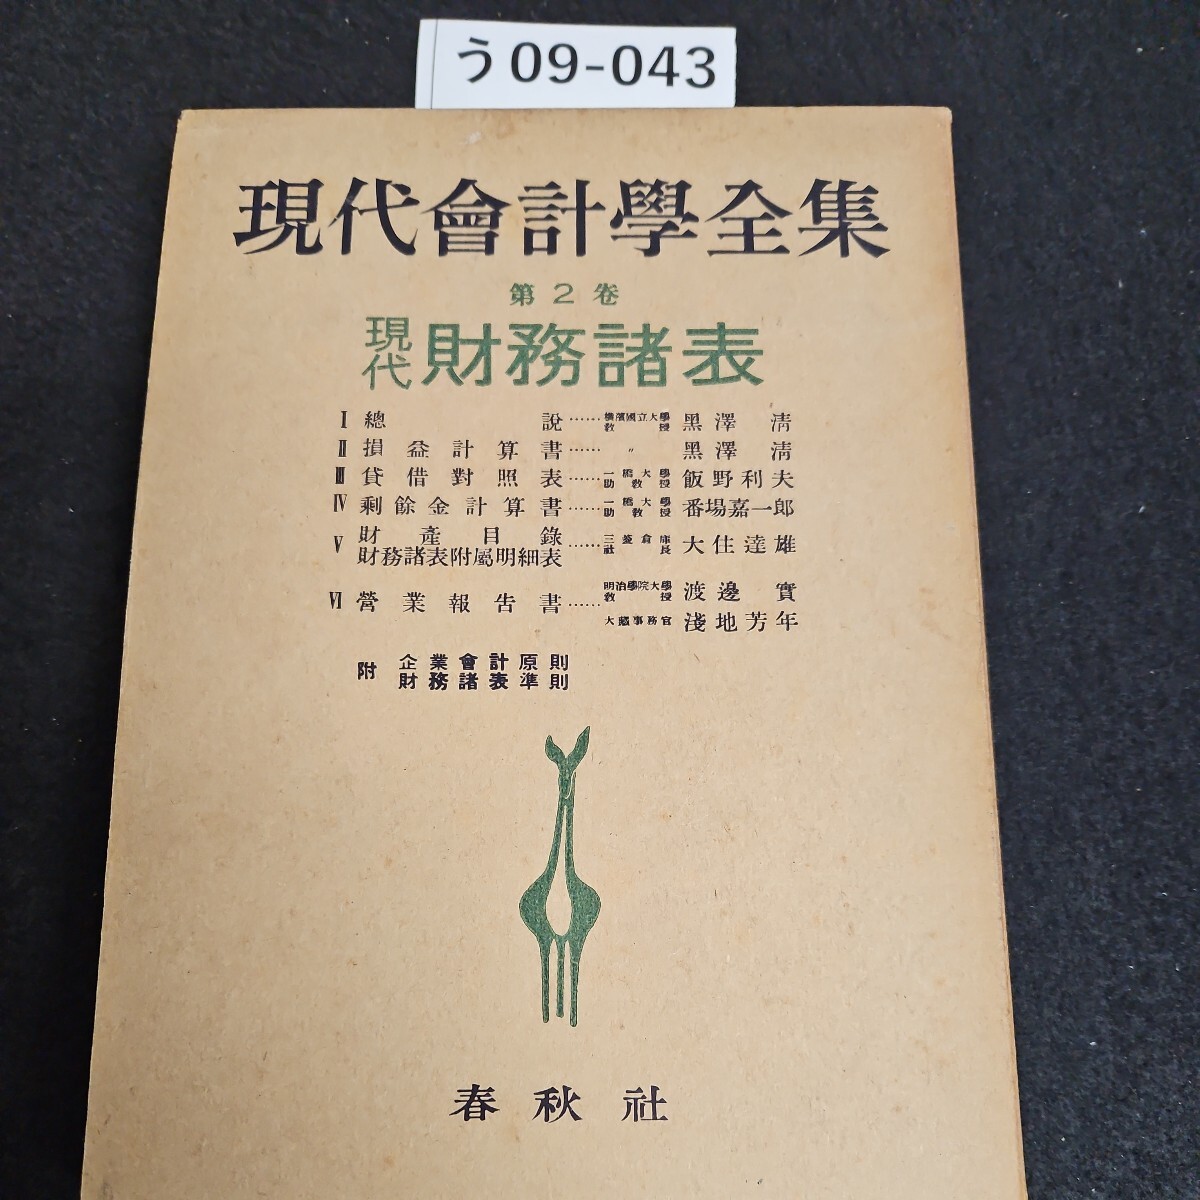 う09-043
現代會計學全集
第2卷
現代財務諸表
I 總說……横濱國立大學教授 黑澤淸
II 損益計算書……〃 黑澤淸
III 貸借對照表……一橋大學助教授 飯野利夫
IV 剩餘金計算書……一橋大學助教授 番場嘉一郎
V 財產目錄 財務諸表附屬明細表……三菱倉庫社長 大住達雄
VI 營業報告書……明治學院大學教授 渡邊實
大藏事務官 淺地芳年
附 企業會計原則
財務諸表準則
春秋社